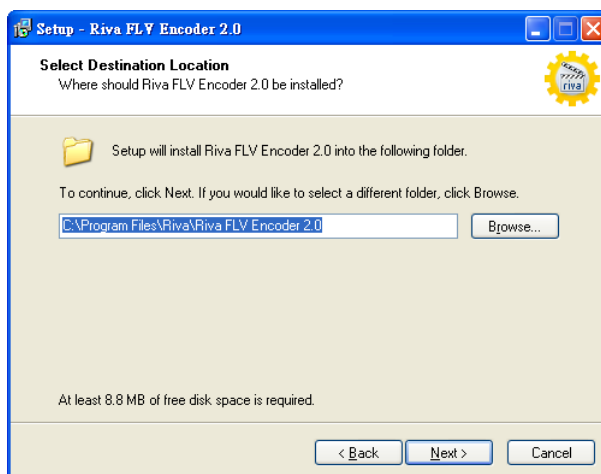 Setup - Riva FLV Encoder 2.0
Select Destination Location
Where should Riva FLV Encoder 2.0 be installed?
riva
Setup will install Riva FLV Encoder 2.0 into the following folder.
To continue, click Next. If you would like to select a different folder, click Browse.
C:\Program Files\Riva\Riva FLV Encoder 2.0
Browse...
At least 8.8 MB of free disk space is required.
< Back
Next >
Cancel